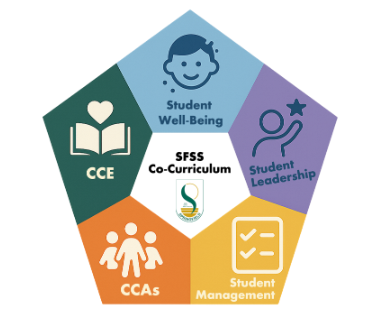 Student
Well-Being
CCE
SFSS
Co-Curriculum
Student
Leadership
CCAs
Student
Management